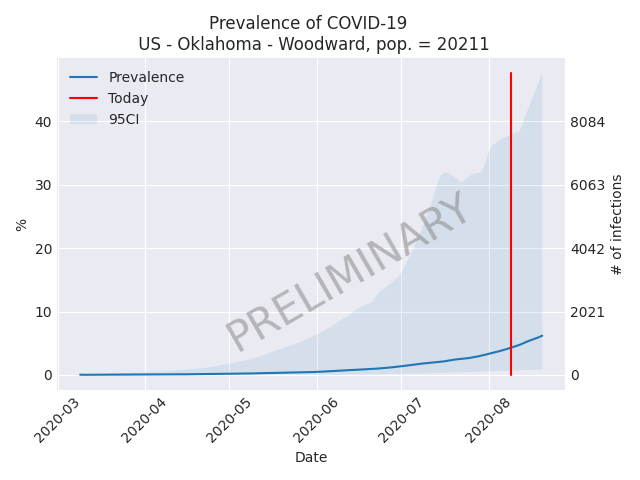 Prevalence of COVID-19
US - Oklahoma - Woodward, pop. = 20211
Prevalence
Today
95CI
40
30
20
10
0
%
8084
6063
4042
2021
0
# of infections
PRELIMINARY
2020-03
2020-04
2020-05
2020-06
2020-07
2020-08
Date